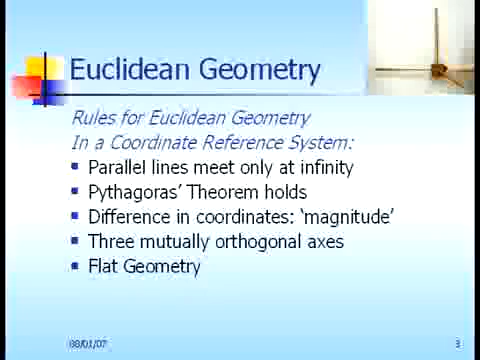 Euclidean Geometry
Rules for Euclidean Geometry
In a Coordinate Reference System:
Parallel lines meet only at infinity
Pythagoras' Theorem holds
Difference in coordinates: ‘magnitude’
Three mutually orthogonal axes
Flat Geometry
08/01/07
3